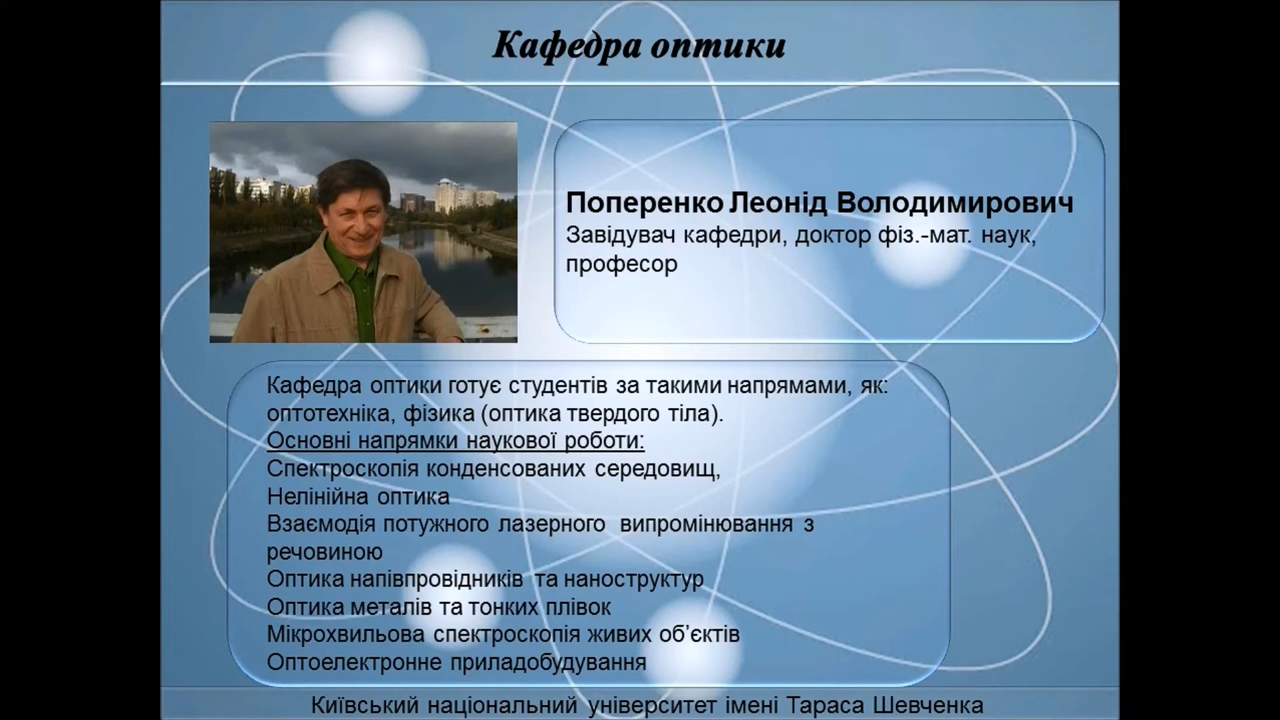 Кафедра оптики
Поперенко Леонід Володимирович
Завідувач кафедри, доктор фіз.-мат. наук,
професор
Кафедра оптики готує студентів за такими напрямами, як:
оптотехніка, фізика (оптика твердого тіла).
Основні напрямки наукової роботи:
Спектроскопія конденсованих середовищ,
Нелінійна оптика
Взаємодія потужного лазерного випромінювання з
речовиною
Оптика напівпровідників та наноструктур
Оптика металів та тонких плівок
Мікрохвильова спектроскопія живих об’єктів
Оптоелектронне приладобудування
Київський національний університет імені Тараса Шевченка